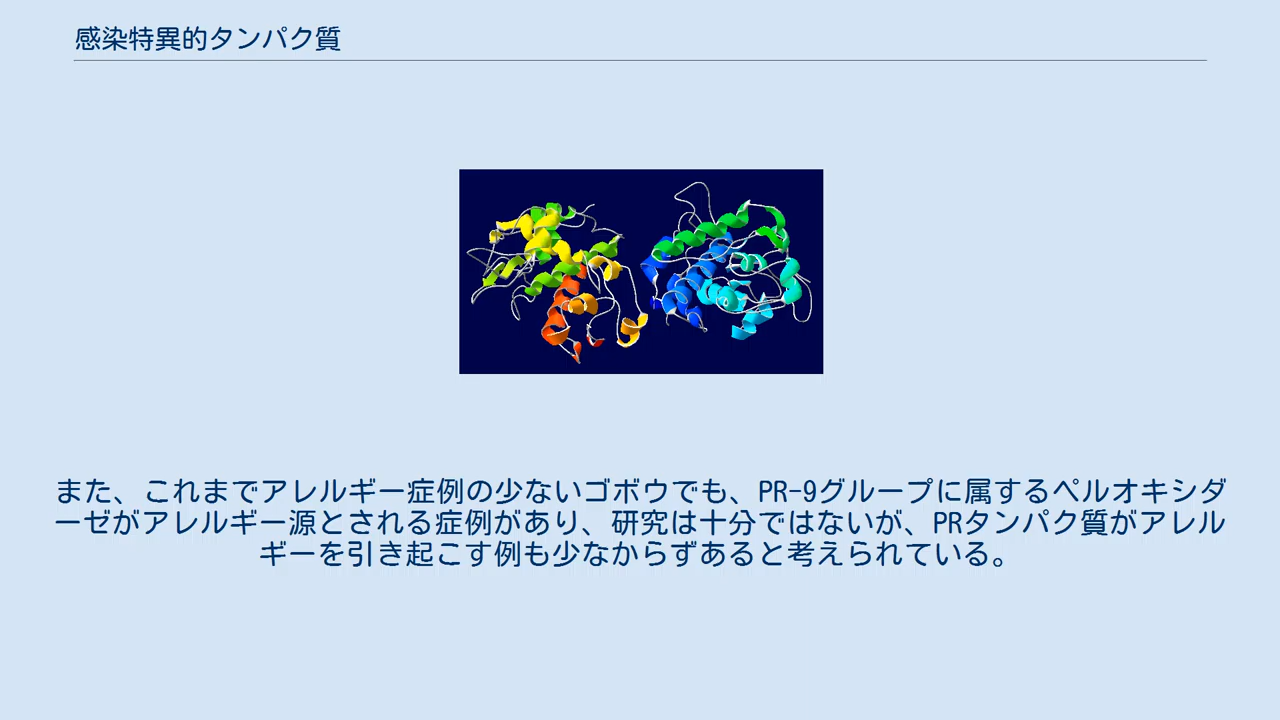 感染特異的タンパク質
また、これまでアレルギー症例の少ないゴボウでも、PR-9グループに属するペルオキシダ
ーゼがアレルギー源とされる症例があり、研究は十分ではないが、PRタンパク質がアレル
ギーを引き起こす例も少なからずあると考えられている。